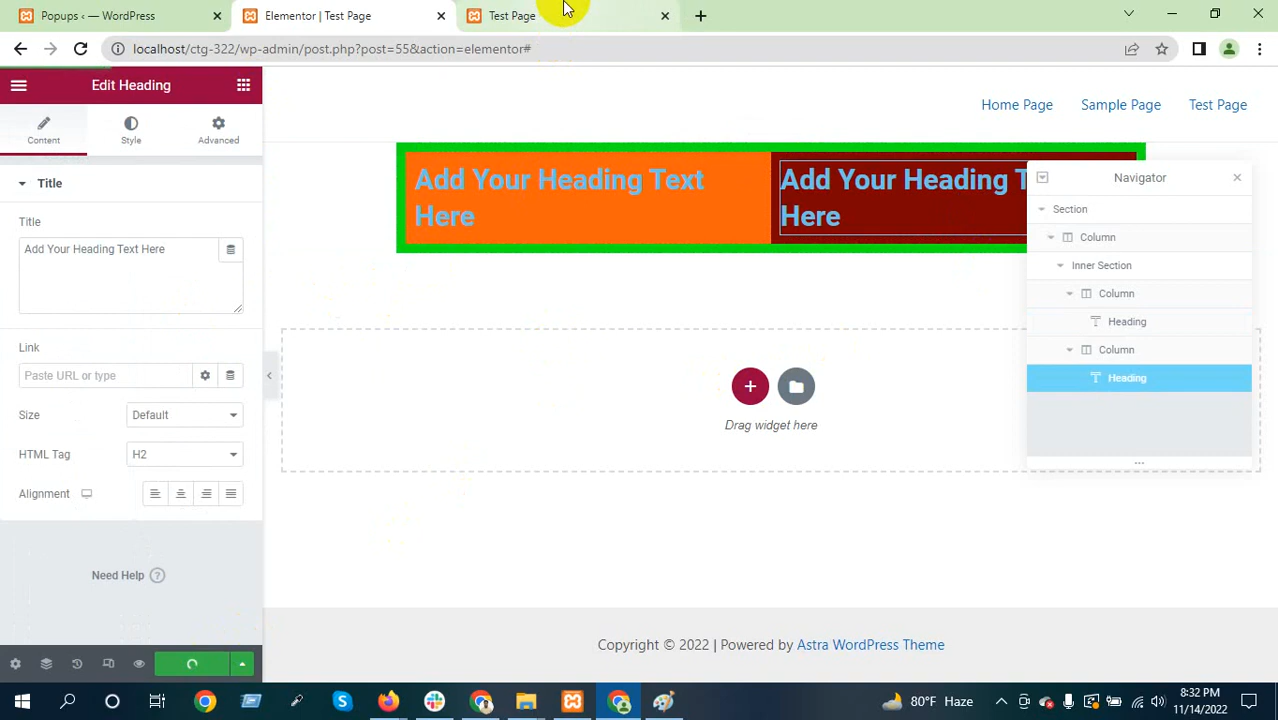 Popups ‹— WordPress
Elementor | Test Page
Test Page
localhost/ctg-322/wp-admin/post.php?post=55&action=elementor#
Edit Heading
Content
Style
Advanced
Title
Title
Add Your Heading Text Here
Link
Paste URL or type
Size
Default
HTML Tag
H2
Alignment
Need Help
Home Page
Sample Page
Test Page
Add Your Heading Text
Here
Add Your Heading T
Here
Navigator
Section
Column
Inner Section
Column
Heading
Column
Heading
Drag widget here
Copyright © 2022 | Powered by Astra WordPress Theme
80°F Haze
8:32 PM
11/14/2022